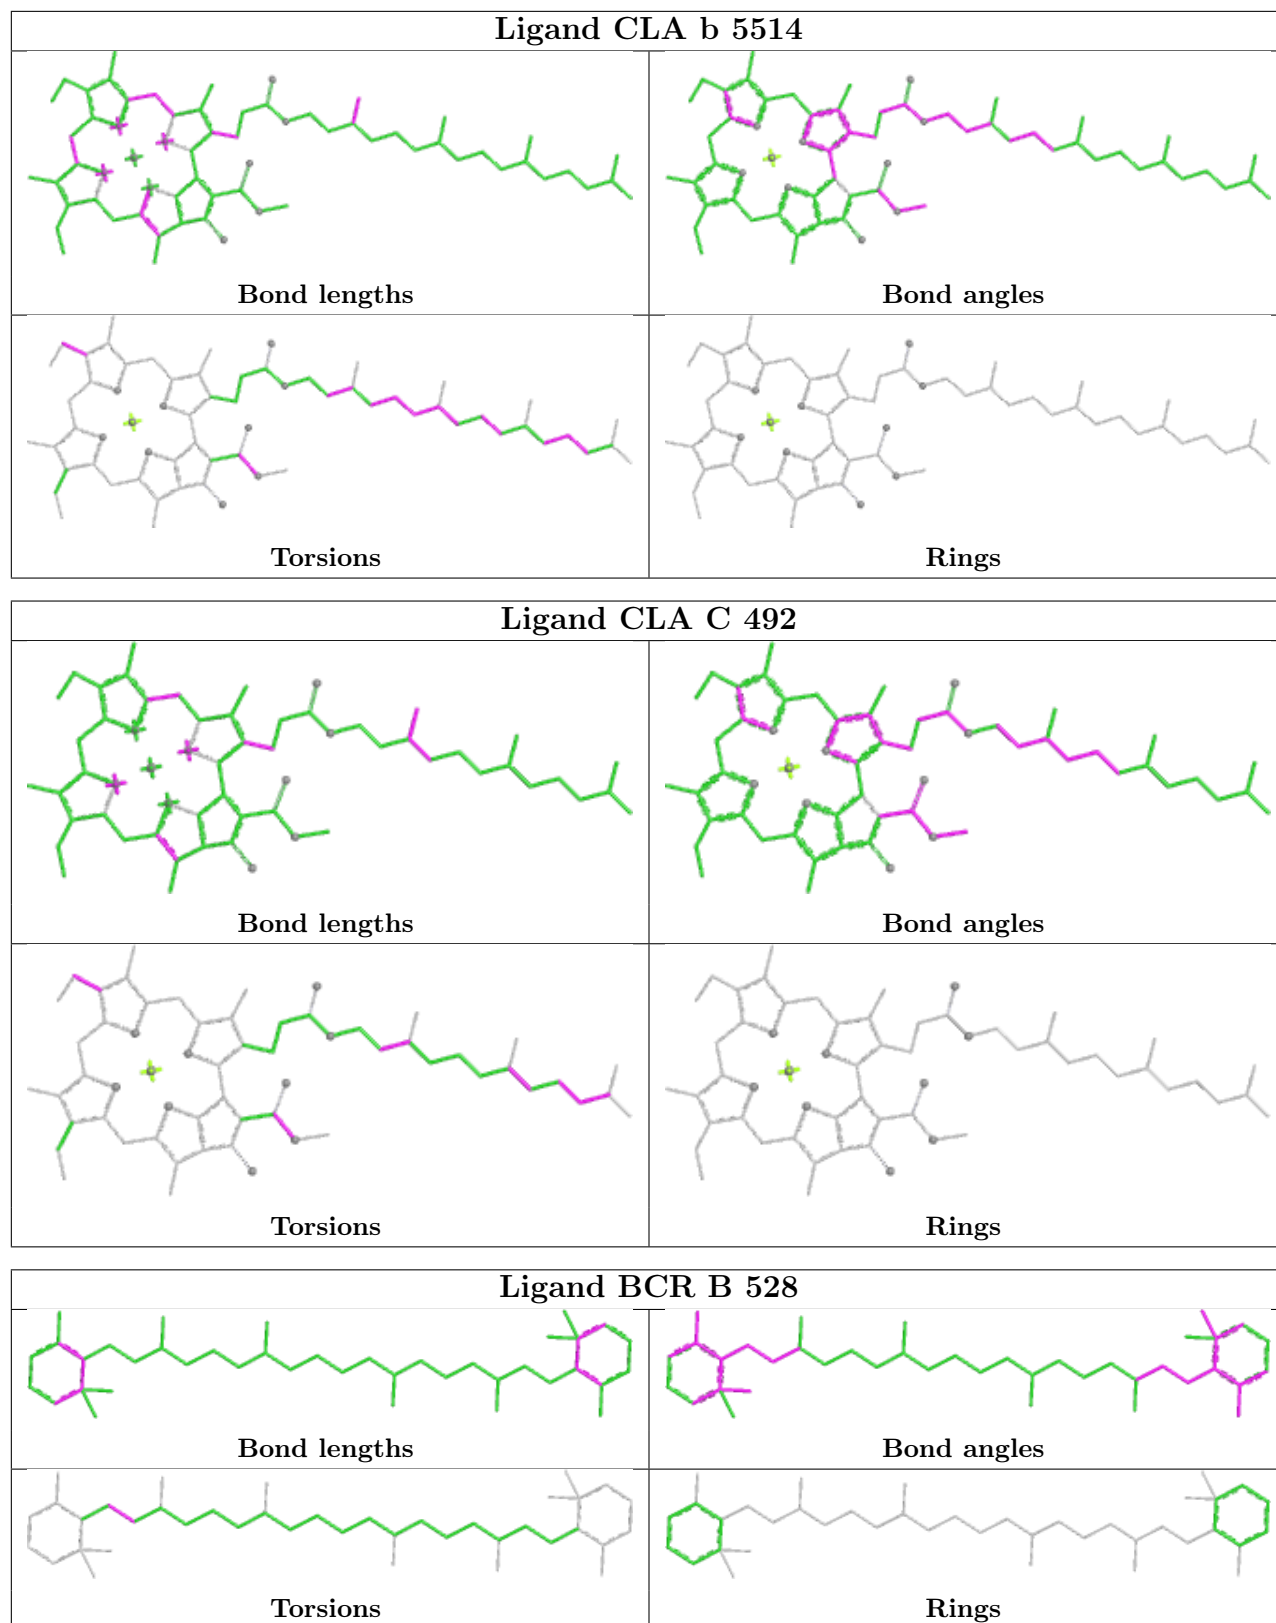 Ligand CLA b 5514
Bond lengths
Bond angles
Torsions
Rings
Ligand CLA C 492
Bond lengths
Bond angles
Torsions
Rings
Ligand BCR B 528
Bond lengths
Bond angles
Torsions
Rings